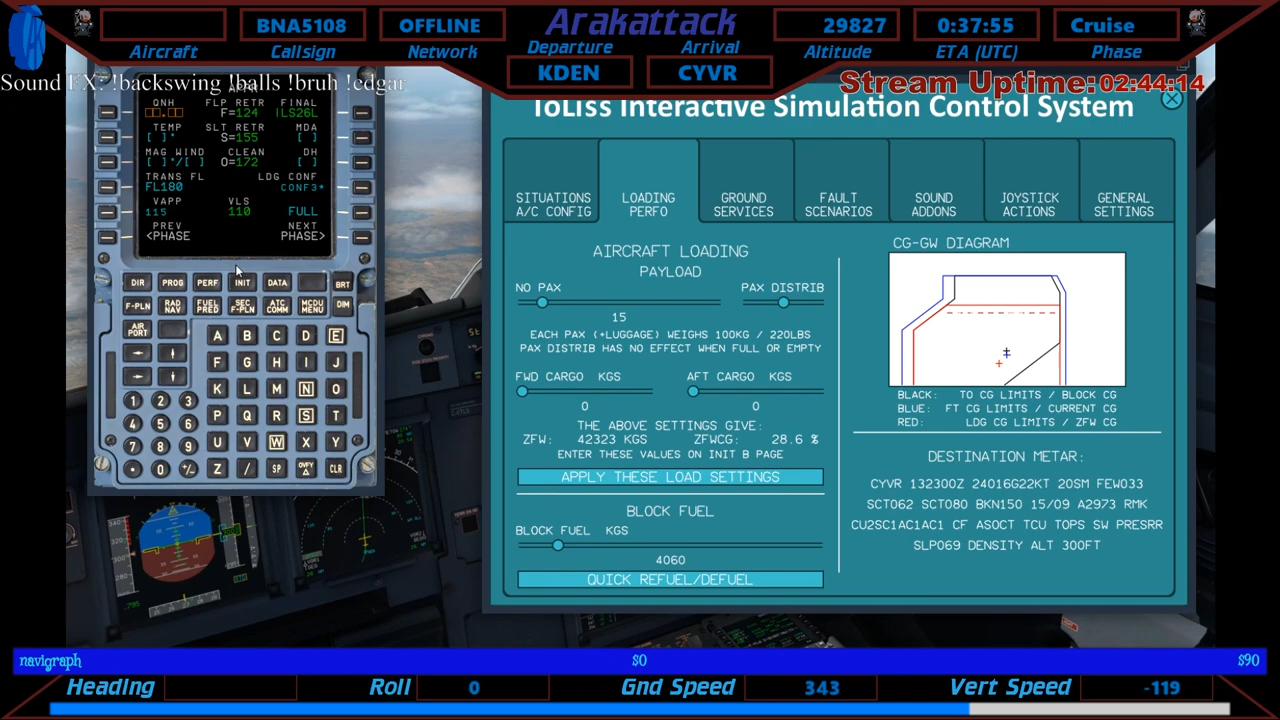 BNA5108
OFFLINE
Arakattack
29827
0:37:55
Cruise
Aircraft
Callsign
Network
Departure
Arrival
Altitude
ETA (UTC)
Phase
KDEN
CYVR
Sound FX: !backswing !balls !bruh !edgar
Stream Uptime: 02:44:14
APPR
QNH FLP RETR FINAL
F=124 ILS26L
TEMP SLT RETR MDA
[ ]° S=155 [ ]
MAG WIND CLEAN DH
[ ]°/[ ] O=172 [ ]
TRANS FL LDG CONF
FL180 CONF3*
VAPP VLS
115 110 FULL
PREV NEXT
<PHASE PHASE>
DIR PROG PERF INIT DATA BRT
F-PLN RAD NAV FUEL PRED SEC F-PLN ATC COMM MCDU MENU DIM
AIR PORT
A B C D E
F G H I J
K L M N O
P Q R S T
U V W X Y
Z / SP OVFY Δ CLR
1 2 3
4 5 6
7 8 9
. 0 +/-
ToLiss Interactive Simulation Control System
SITUATIONS A/C CONFIG
LOADING PERFO
GROUND SERVICES
FAULT SCENARIOS
SOUND ADDONS
JOYSTICK ACTIONS
GENERAL SETTINGS
AIRCRAFT LOADING
PAYLOAD
NO PAX
PAX DISTRIB
15
EACH PAX (+LUGGAGE) WEIGHS 100KG / 220LBS
PAX DISTRIB HAS NO EFFECT WHEN FULL OR EMPTY
FWD CARGO KGS
AFT CARGO KGS
0
0
THE ABOVE SETTINGS GIVE:
ZFW: 42323 KGS ZFWCG: 28.6 %
ENTER THESE VALUES ON INIT B PAGE
APPLY THESE LOAD SETTINGS
BLOCK FUEL
BLOCK FUEL KGS
4060
QUICK REFUEL/DEFUEL
CG-GW DIAGRAM
BLACK: TO CG LIMITS / BLOCK CG
BLUE: FT CG LIMITS / CURRENT CG
RED: LDG CG LIMITS / ZFW CG
DESTINATION METAR:
CYVR 132300Z 24016G22KT 20SM FEW033
SCT062 SCT080 BKN150 15/09 A2973 RMK
CU2SC1AC1AC1 CF ASOCT TCU TOPS SW PRESRR
SLP069 DENSITY ALT 300FT
navigraph
$0
$90
Heading
Roll
0
Gnd Speed
343
Vert Speed
-119